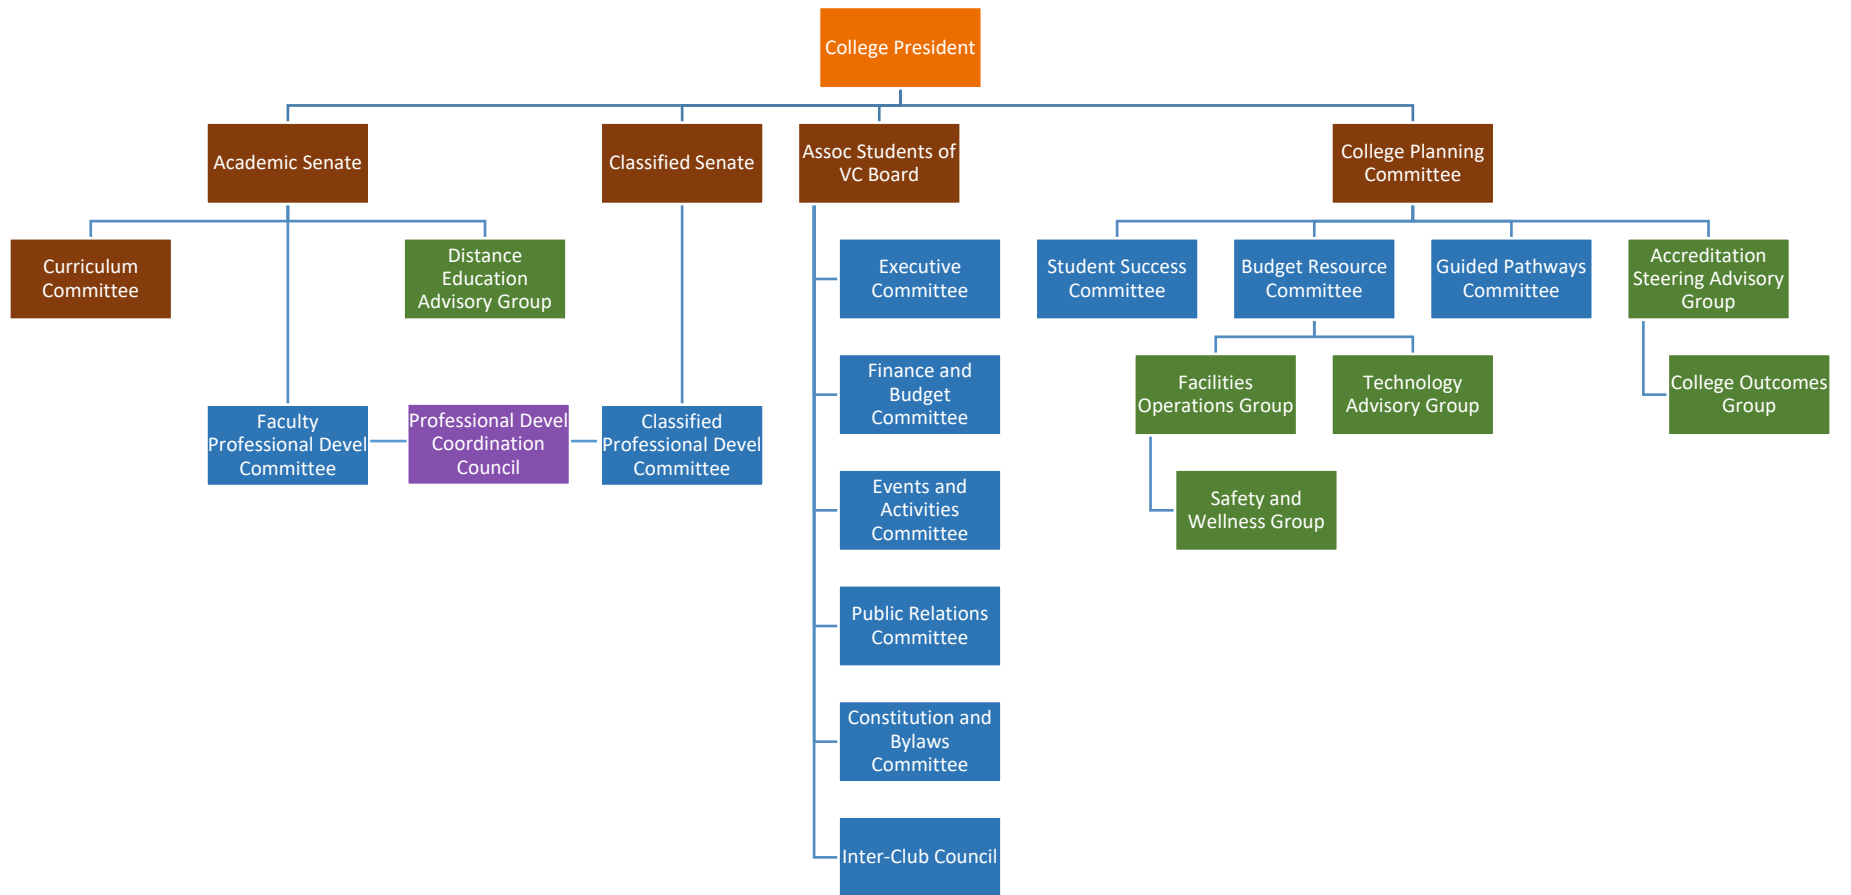 College President
Academic Senate
Classified Senate
Assoc Students of
VC Board
College Planning
Committee
Curriculum
Committee
Distance
Education
Advisory Group
Executive
Committee
Student Success
Committee
Budget Resource
Committee
Guided Pathways
Committee
Accreditation
Steering Advisory
Group
Finance and
Budget
Committee
Facilities
Operations Group
Technology
Advisory Group
College Outcomes
Group
Faculty
Professional Devel
Committee
Professional Devel
Coordination
Council
Classified
Professional Devel
Committee
Events and
Activities
Committee
Safety and
Wellness Group
Public Relations
Committee
Constitution and
Bylaws
Committee
Inter-Club Council